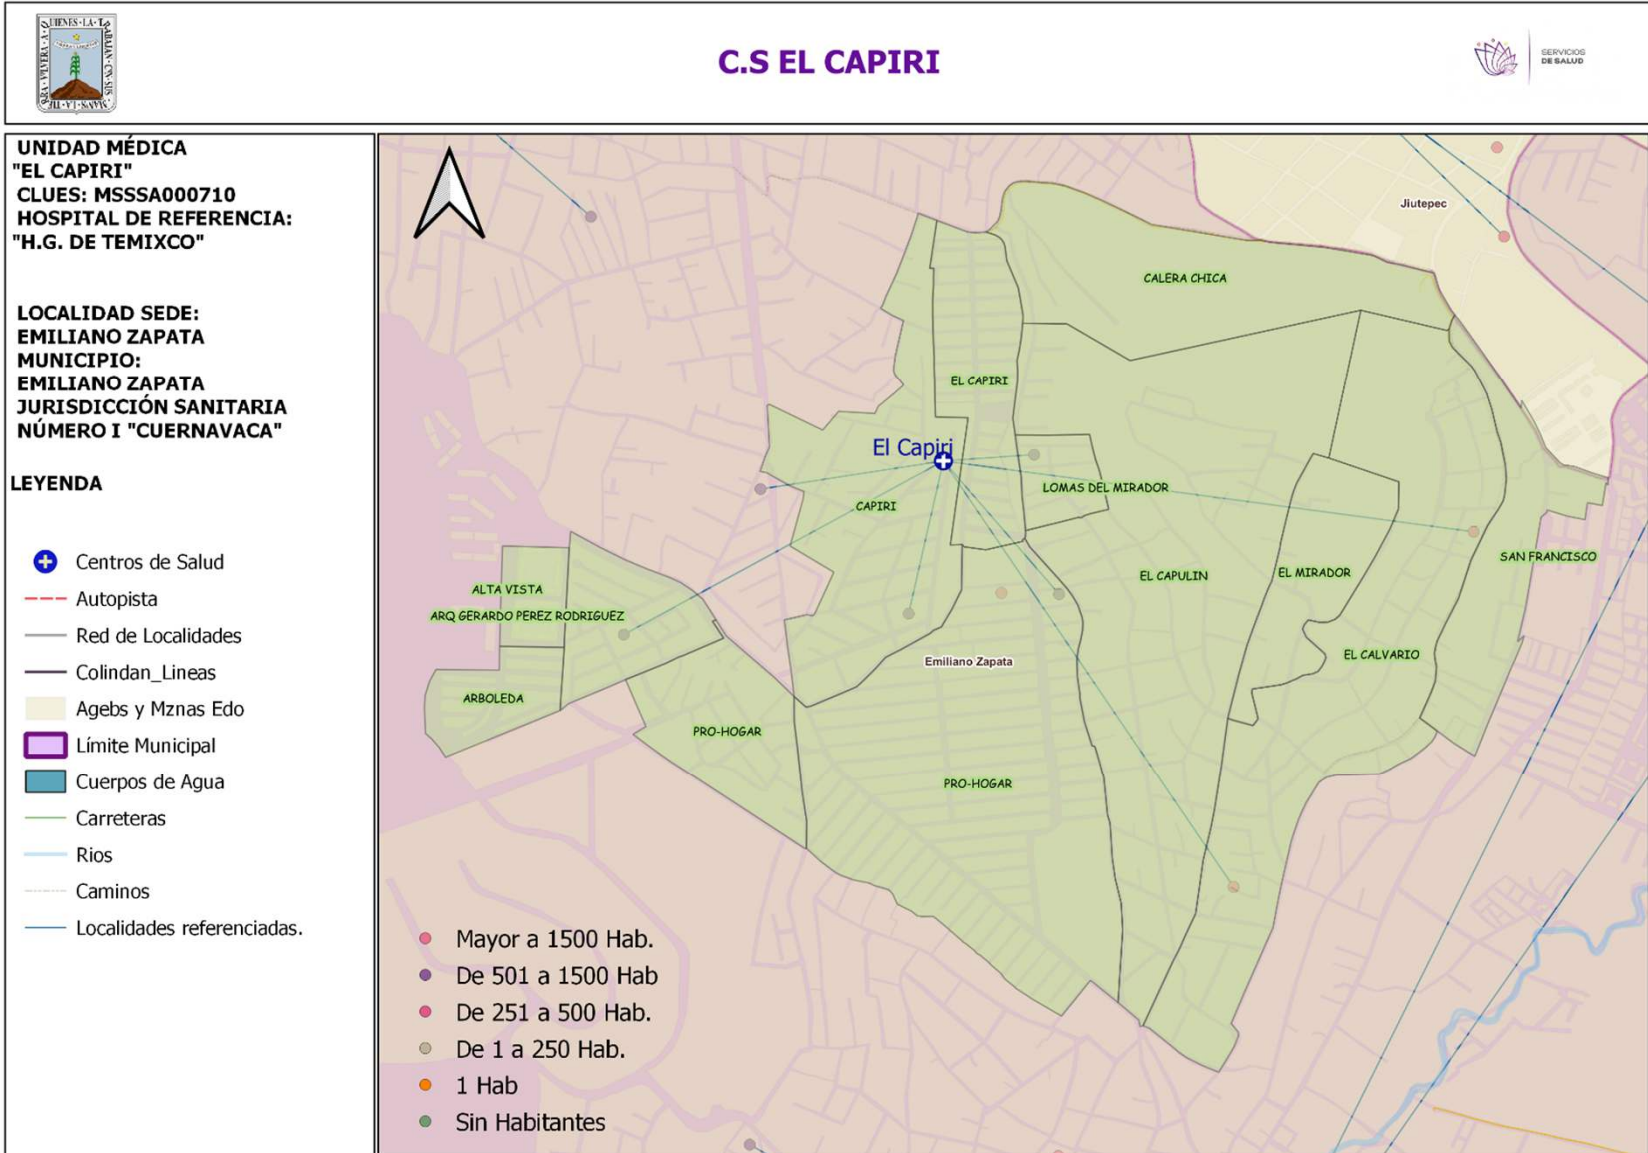 C.S EL CAPIRI
SERVICIOS
DE SALUD
UNIDAD MÉDICA
"EL CAPIRI"
CLUES: MSSSA000710
HOSPITAL DE REFERENCIA:
"H.G. DE TEMIXCO"
LOCALIDAD SEDE:
EMILIANO ZAPATA
MUNICIPIO:
EMILIANO ZAPATA
JURISDICCIÓN SANITARIA
NÚMERO I "CUERNAVACA"
LEYENDA
Centros de Salud
Autopista
Red de Localidades
Colindan_Lineas
Agebs y Mznas Edo
Límite Municipal
Cuerpos de Agua
Carreteras
Rios
Caminos
Localidades referenciadas.
Jiutepec
CALERA CHICA
EL CAPIRI
El Capiri
LOMAS DEL MIRADOR
CAPIRI
SAN FRANCISCO
EL MIRADOR
EL CAPULIN
ALTA VISTA
ARQ GERARDO PEREZ RODRIGUEZ
EL CALVARIO
Emiliano Zapata
ARBOLEDA
PRO-HOGAR
PRO-HOGAR
Mayor a 1500 Hab.
De 501 a 1500 Hab
De 251 a 500 Hab.
De 1 a 250 Hab.
1 Hab
Sin Habitantes